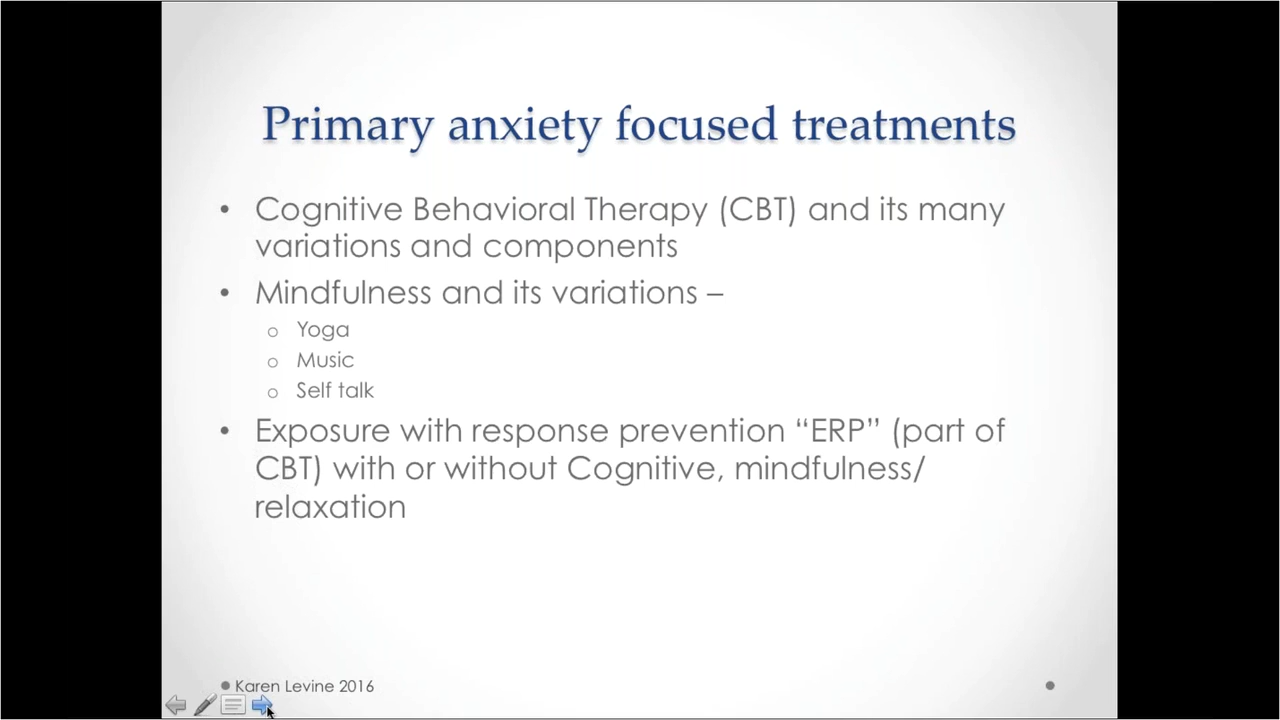 Primary anxiety focused treatments
• Cognitive Behavioral Therapy (CBT) and its many
variations and components
• Mindfulness and its variations –
o Yoga
o Music
o Self talk
• Exposure with response prevention “ERP” (part of
CBT) with or without Cognitive, mindfulness/
relaxation
• Karen Levine 2016